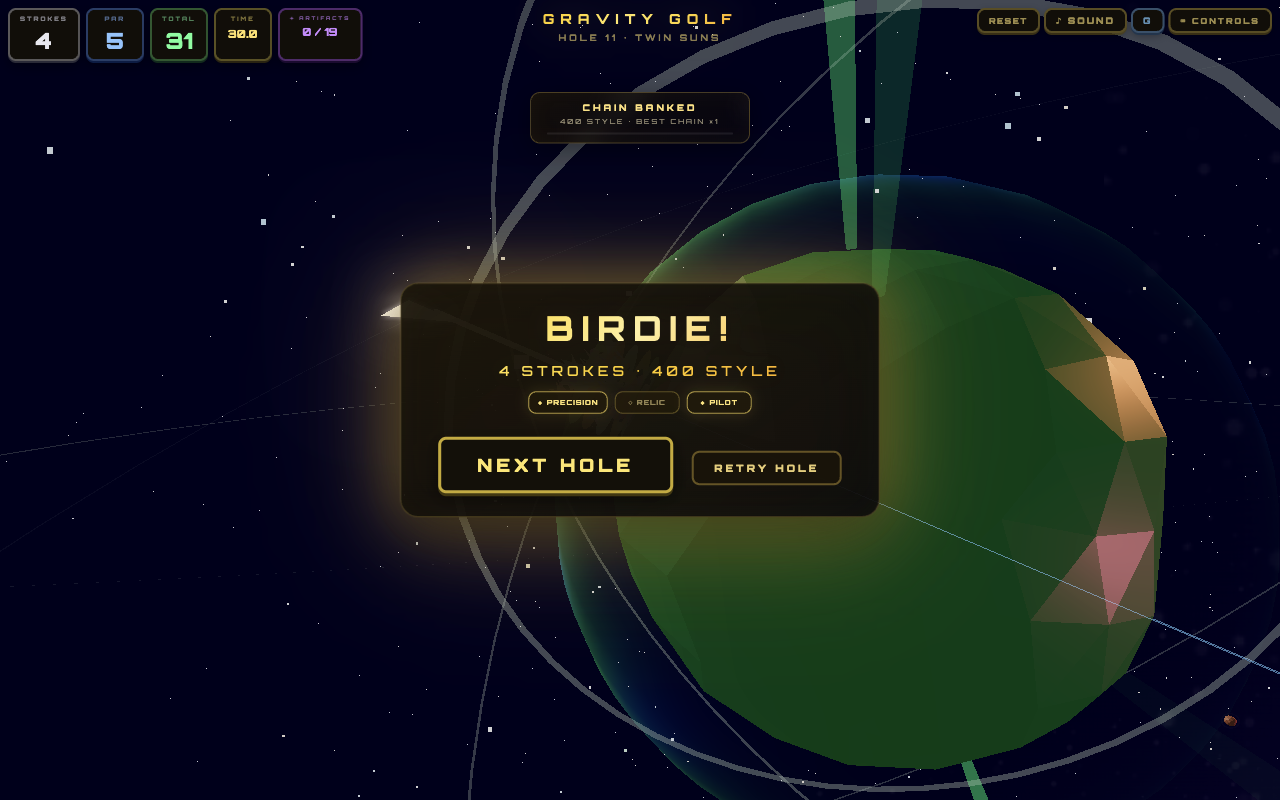 STROKES
4
PAR
5
TOTAL
31
TIME
30.0
✦ ARTIFACTS
0 / 19
GRAVITY GOLF
HOLE 11 · TWIN SUNS
RESET
♪ SOUND
G
≡ CONTROLS
CHAIN BANKED
400 STYLE · BEST CHAIN ×1
BIRDIE!
4 STROKES · 400 STYLE
◆ PRECISION
◇ RELIC
◆ PILOT
NEXT HOLE
RETRY HOLE